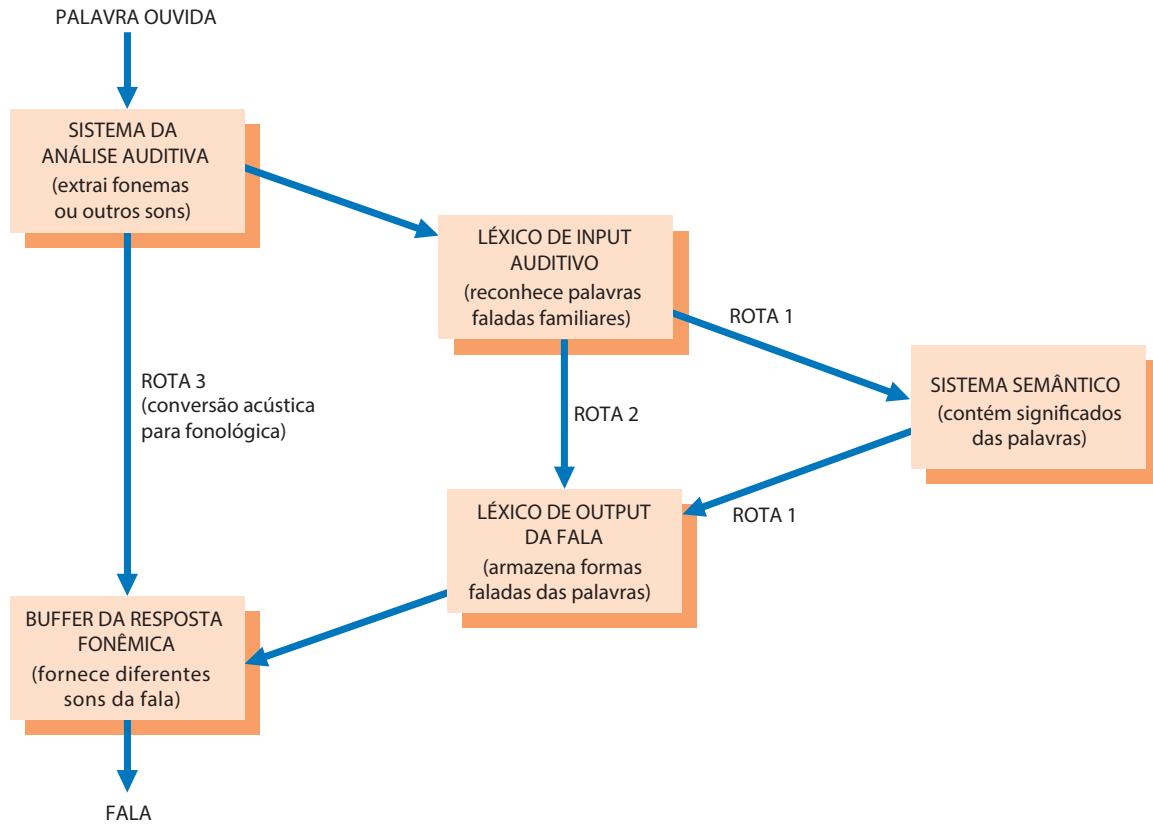 PALAVRA OUVIDA
SISTEMA DA
ANÁLISE AUDITIVA
(extrai fonemas
ou outros sons)
LÉXICO DE INPUT
AUDITIVO
(reconhece palavras
faladas familiares)
ROTA 1
ROTA 3
(conversão acústica
para fonológica)
ROTA 2
SISTEMA SEMÂNTICO
(contém significados
das palavras)
ROTA 1
LÉXICO DE OUTPUT
DA FALA
(armazena formas
faladas das palavras)
BUFFER DA RESPOSTA
FONÊMICA
(fornece diferentes
sons da fala)
FALA